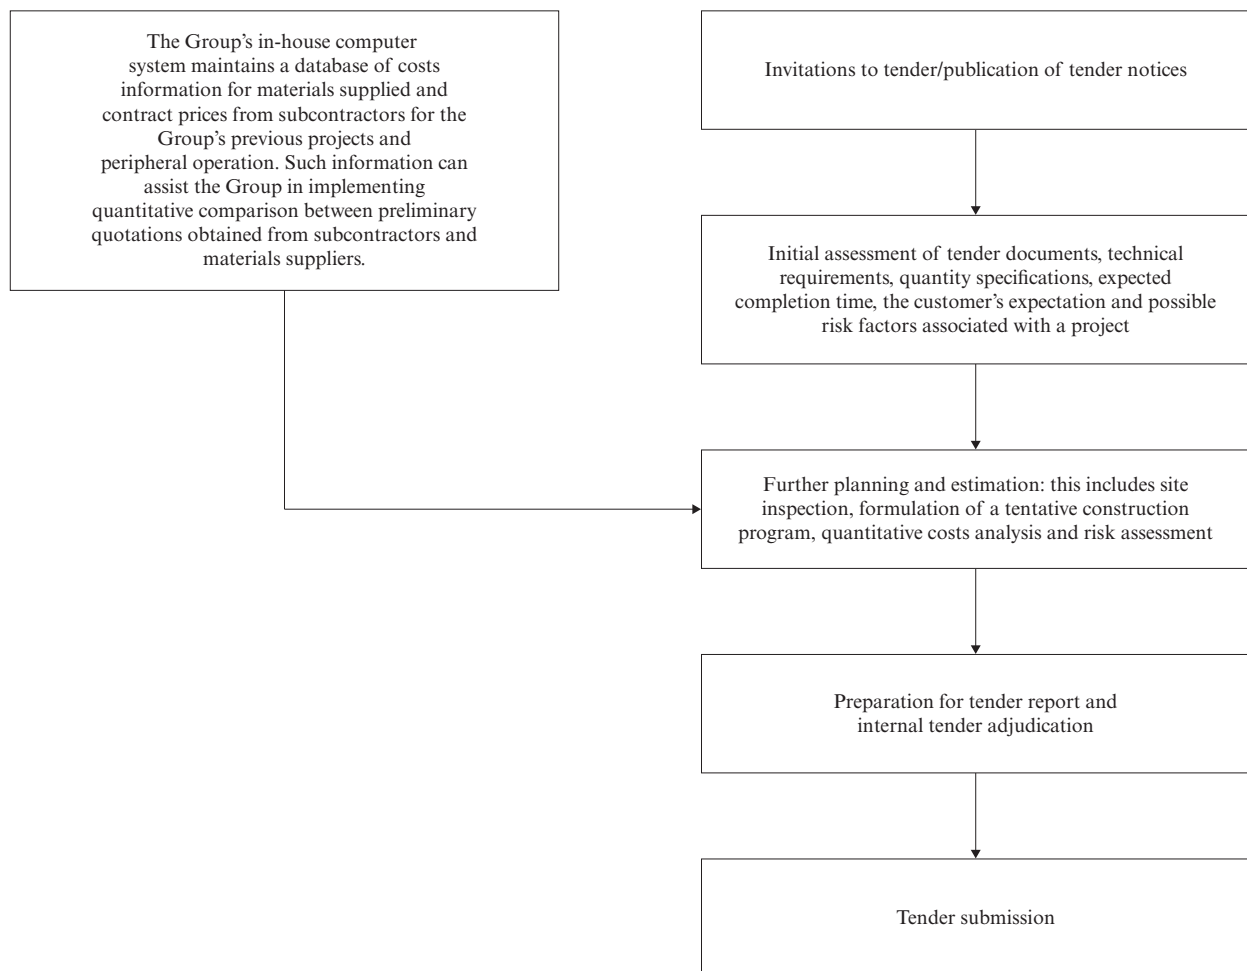 The Group’s in-house computer
system maintains a database of costs
information for materials supplied and
contract prices from subcontractors for the
Group’s previous projects and
peripheral operation. Such information can
assist the Group in implementing
quantitative comparison between preliminary
quotations obtained from subcontractors and
materials suppliers.
Invitations to tender/publication of tender notices
Initial assessment of tender documents, technical
requirements, quantity specifications, expected
completion time, the customer’s expectation and possible
risk factors associated with a project
Further planning and estimation: this includes site
inspection, formulation of a tentative construction
program, quantitative costs analysis and risk assessment
Preparation for tender report and
internal tender adjudication
Tender submission